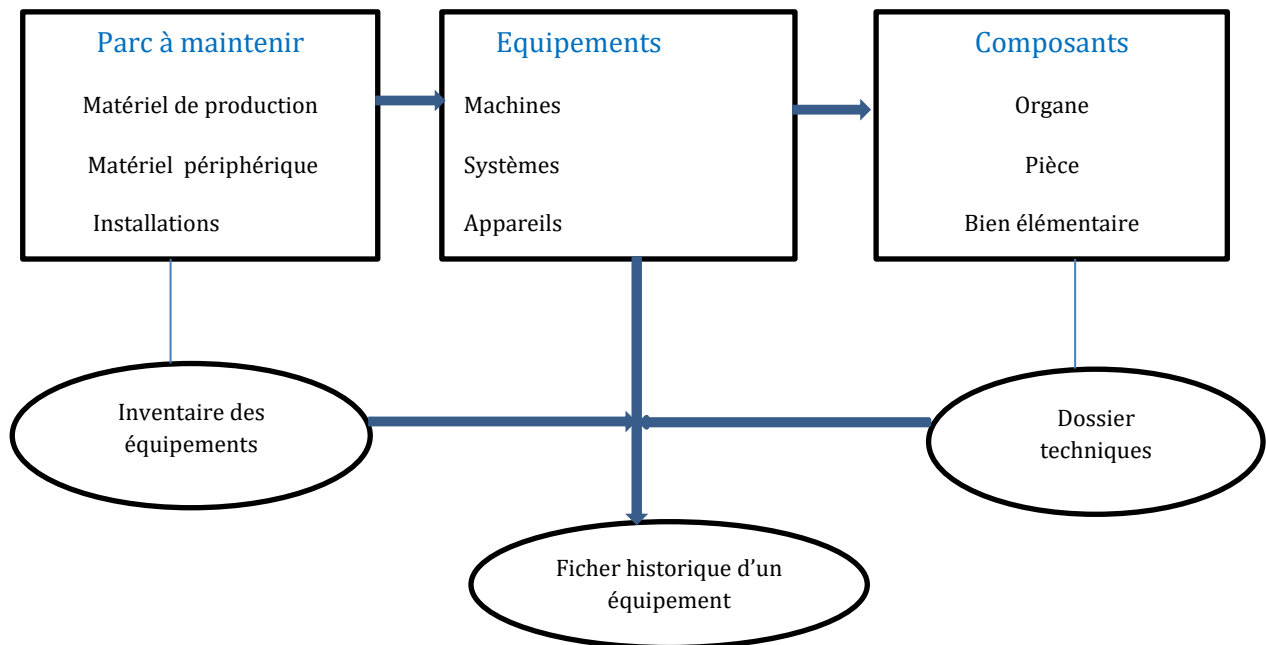 Parc à maintenir
Matériel de production
Matériel périphérique
Installations
Equipements
Machines
Systèmes
Appareils
Composants
Organe
Pièce
Bien élémentaire
Inventaire des
équipements
Dossier
techniques
Ficher historique d’un
équipement